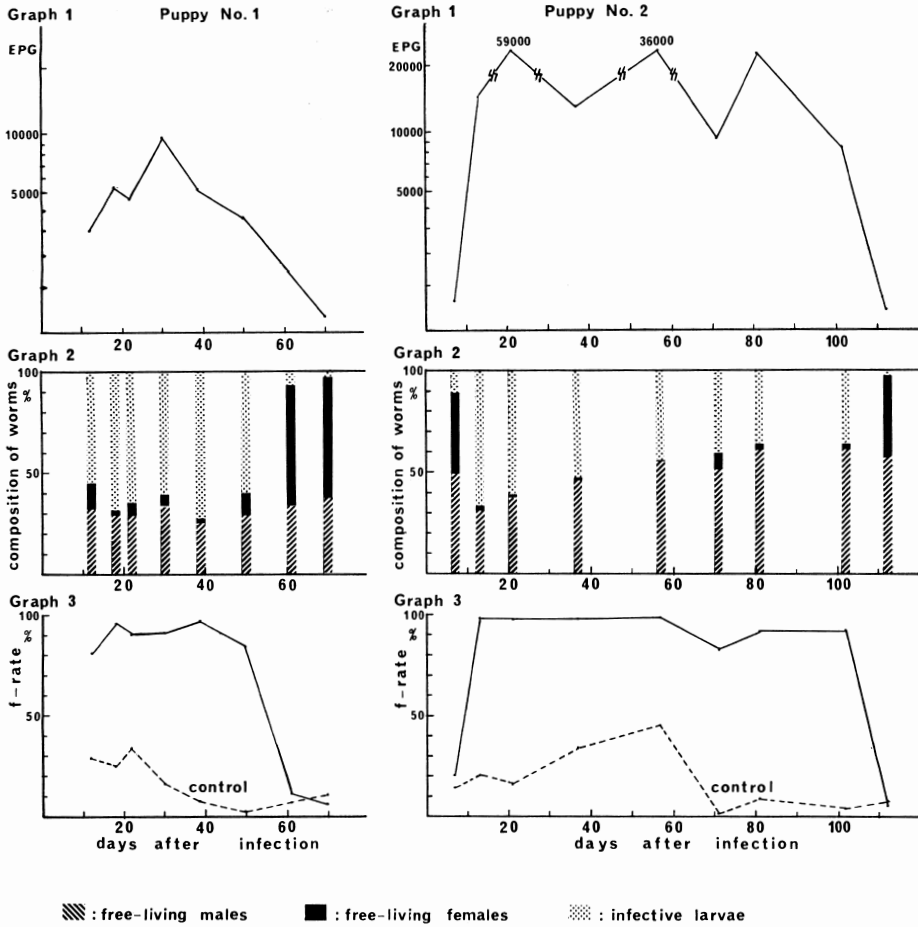 Graph 1 Puppy No. 1
EPG
10000
5000
20 40 60
Graph 2
100
%
50
composition of worms
20 40 60
Graph 3
100
%
50
f-rate
control
20 40 60
days after infection
Graph 1 Puppy No. 2
EPG
59000 36000
20000
10000
5000
20 40 60 80 100
Graph 2
100
%
50
composition of worms
20 40 60 80 100
Graph 3
100
%
50
f-rate
control
20 40 60 80 100
days after infection
: free-living males : free-living females : infective larvae